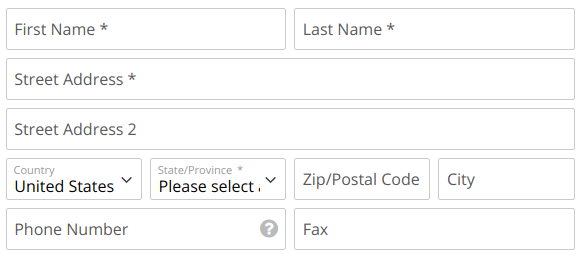 First Name *
Last Name *
Street Address *
Street Address 2
Country
United States
State/Province *
Please select
Zip/Postal Code
City
Phone Number
?
Fax